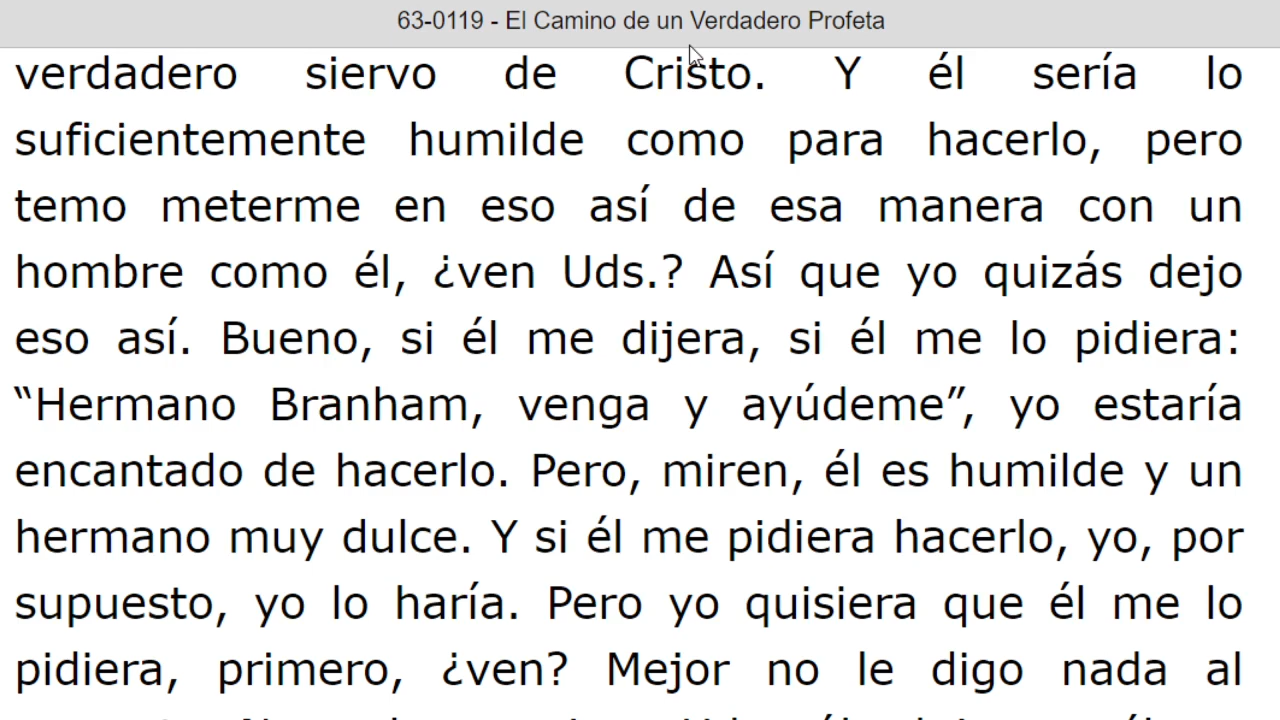 63-0119 - El Camino de un Verdadero Profeta
verdadero siervo de Cristo. Y él sería lo
suficientemente humilde como para hacerlo, pero
temo meterme en eso así de esa manera con un
hombre como él, ¿ven Uds.? Así que yo quizás dejo
eso así. Bueno, si él me dijera, si él me lo pidiera:
“Hermano Branham, venga y ayúdeme”, yo estaría
encantado de hacerlo. Pero, miren, él es humilde y un
hermano muy dulce. Y si él me pidiera hacerlo, yo, por
supuesto, yo lo haría. Pero yo quisiera que él me lo
pidiera, primero, ¿ven? Mejor no le digo nada al